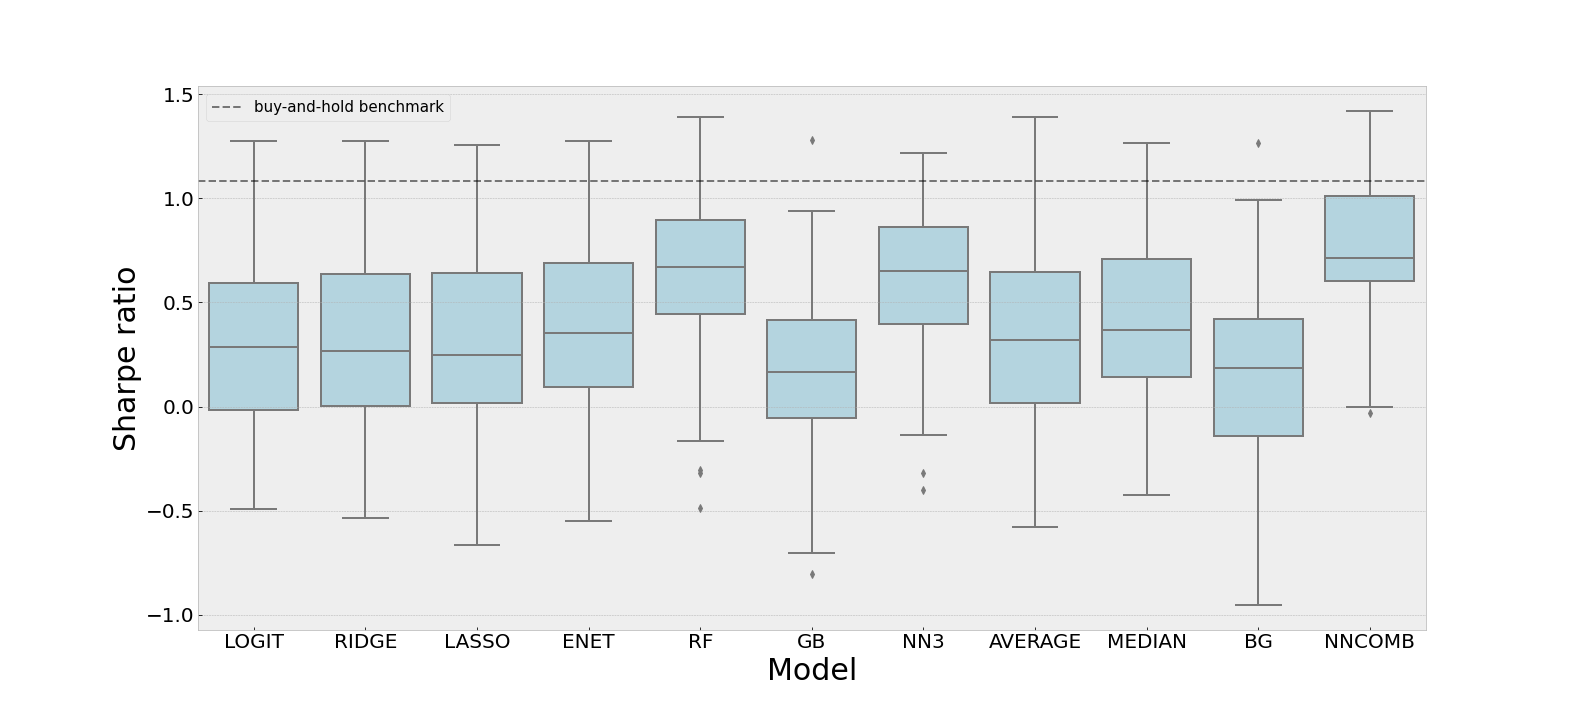 buy-and-hold benchmark
1.5
1.0
0.5
0.0
−0.5
−1.0
Sharpe ratio
LOGIT RIDGE LASSO ENET RF GB NN3 AVERAGE MEDIAN BG NNCOMB
Model